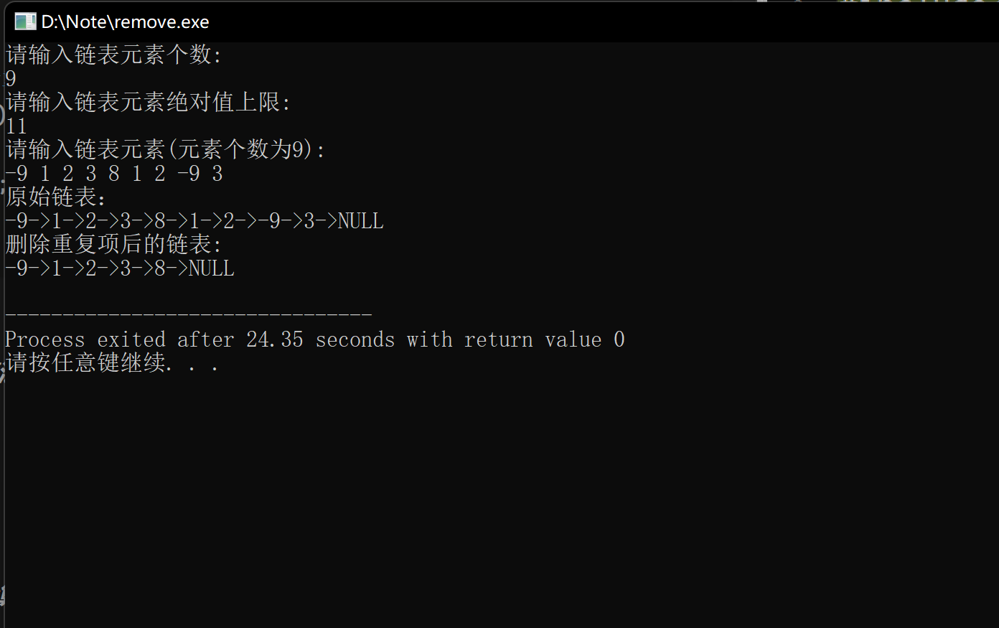 D:\Note\remove.exe
请输入链表元素个数:
9
请输入链表元素绝对值上限:
11
请输入链表元素(元素个数为9):
-9 1 2 3 8 1 2 -9 3
原始链表：
-9->1->2->3->8->1->2->-9->3->NULL
删除重复项后的链表:
-9->1->2->3->8->NULL
--------------------------------
Process exited after 24.35 seconds with return value 0
请按任意键继续. . .